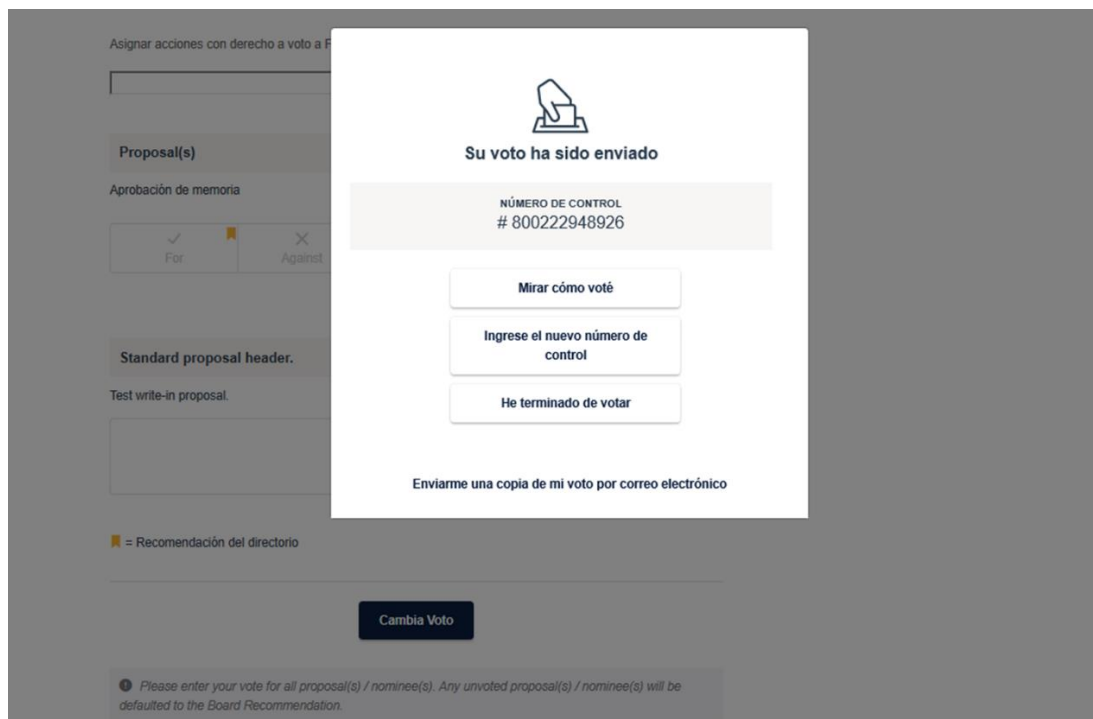 Asignar acciones con derecho a voto a
Proposal(s)
Aprobación de memoria
For
Against
Standard proposal header.
Test write-in proposal.
Su voto ha sido enviado
NÚMERO DE CONTROL
# 800222948926
Mirar cómo voté
Ingrese el nuevo número de
control
He terminado de votar
Enviarme una copia de mi voto por correo electrónico
= Recomendación del directorio
Cambia Voto
Please enter your vote for all proposal(s) / nominee(s). Any unvoted proposal(s) / nominee(s) will be
defaulted to the Board Recommendation.